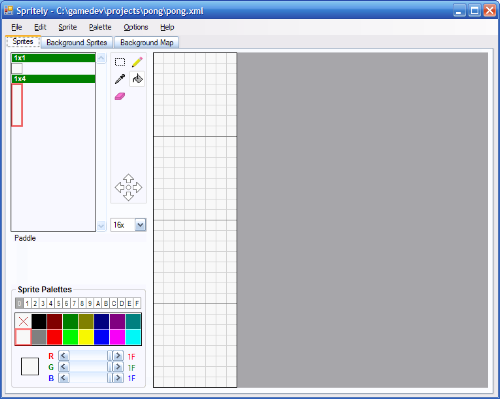 Spritely - C:\gamedev\projects\pong\pong.xml
File Edit Sprite Palette Options Help
Sprites Background Sprites Background Map
1x1
1x4
16x
Paddle
Sprite Palettes
0 1 2 3 4 5 6 7 8 9 A B C D E F
R 1F
G 1F
B 1F